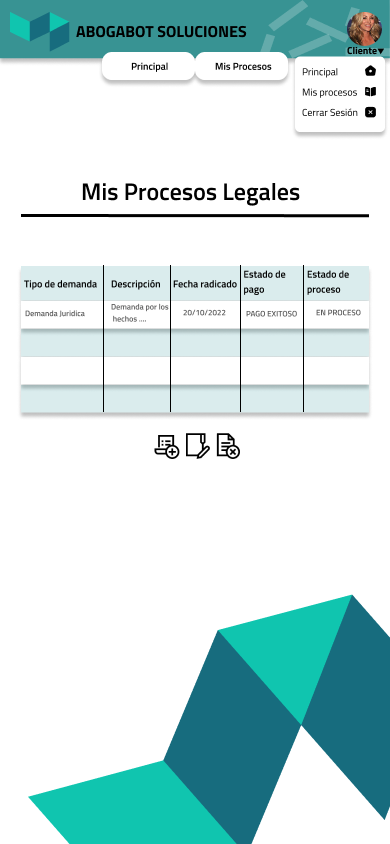 ABOGABOT SOLUCIONES
Cliente▾
Principal
Mis Procesos
Principal
Mis procesos
Cerrar Sesión
Mis Procesos Legales
Tipo de demanda
Descripción
Fecha radicado
Estado de
pago
Estado de
proceso
Demanda Juridica
Demanda por los
hechos ....
20/10/2022
PAGO EXITOSO
EN PROCESO